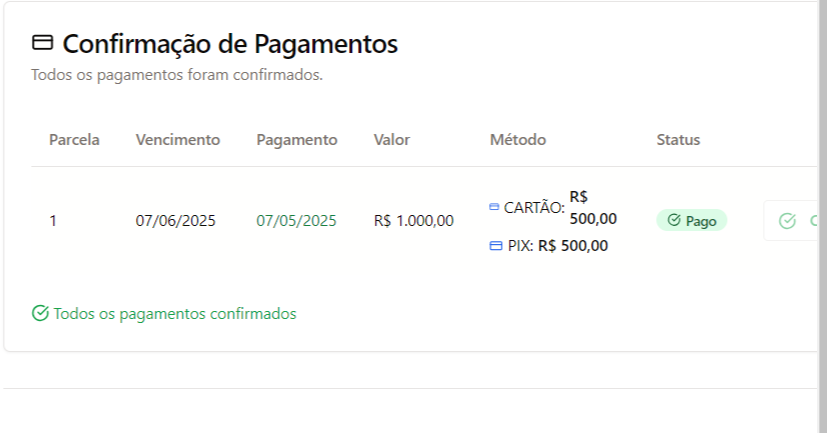 Confirmação de Pagamentos
Todos os pagamentos foram confirmados.
Parcela Vencimento Pagamento Valor Método Status
1 07/06/2025 07/05/2025 R$ 1.000,00 CARTÃO: R$ 500,00 Pago
PIX: R$ 500,00
Todos os pagamentos confirmados